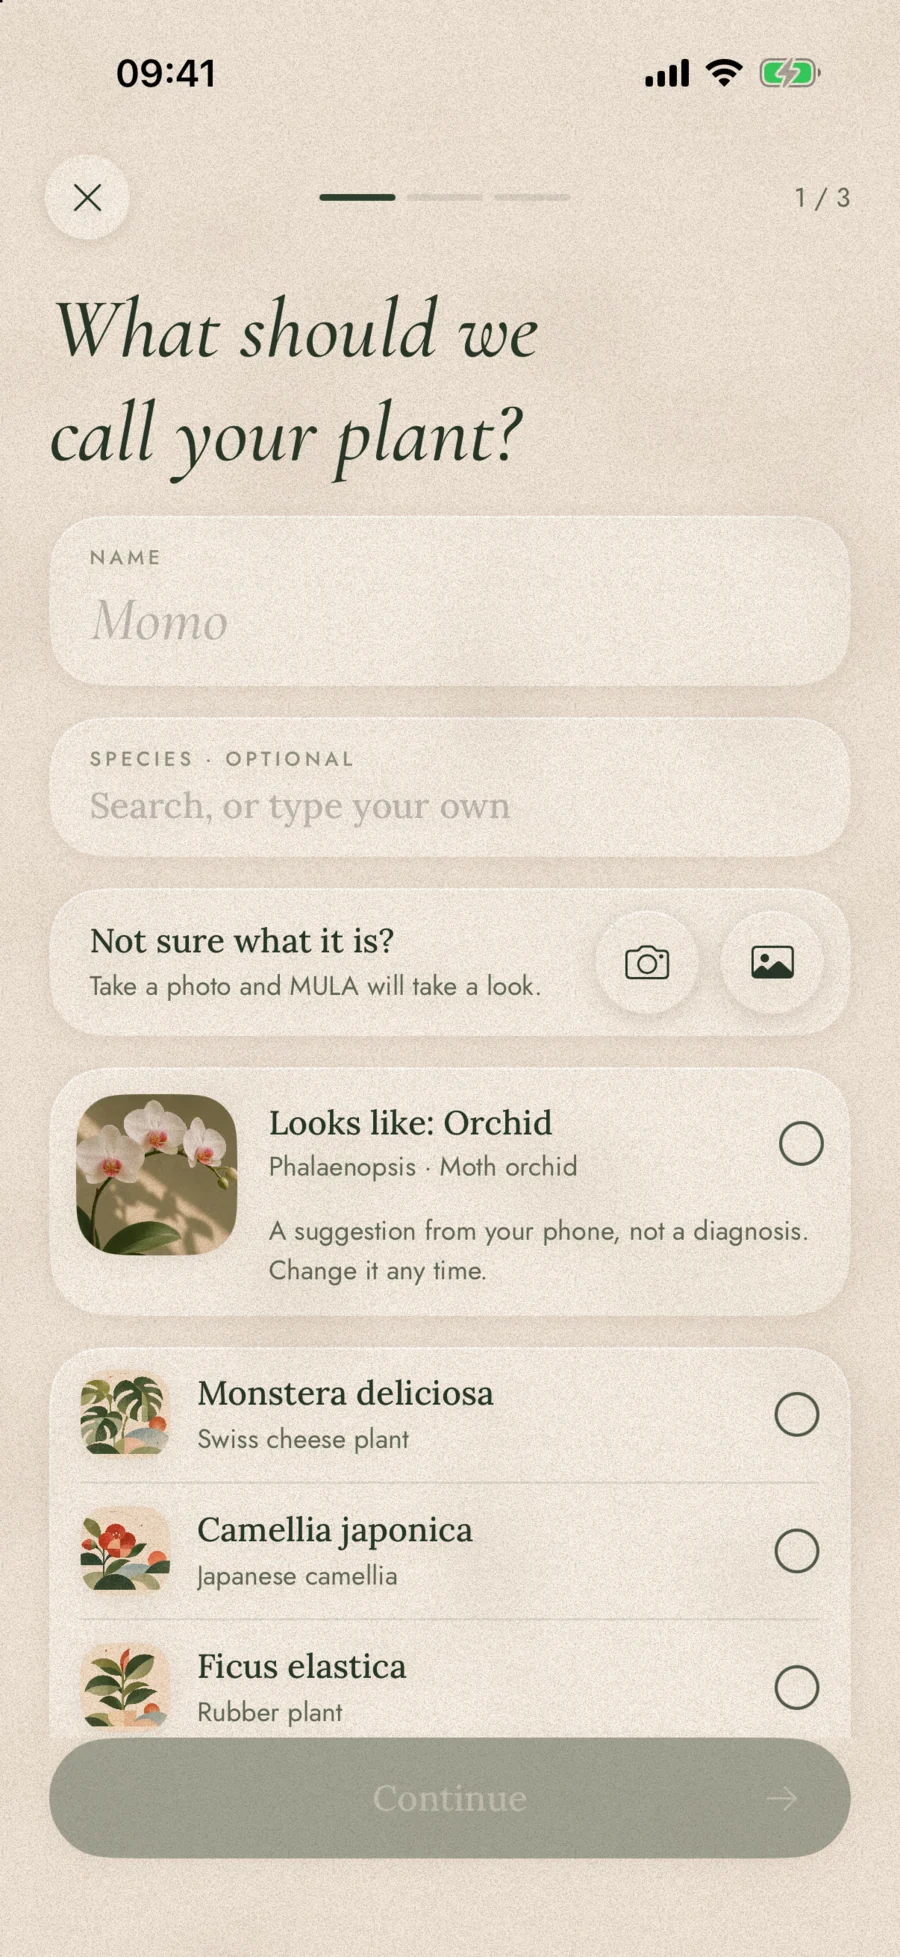 09:41
1 / 3
What should we
call your plant?
NAME
Momo
SPECIES · OPTIONAL
Search, or type your own
Not sure what it is?
Take a photo and MULA will take a look.
Looks like: Orchid
Phalaenopsis · Moth orchid
A suggestion from your phone, not a diagnosis.
Change it any time.
Monstera deliciosa
Swiss cheese plant
Camellia japonica
Japanese camellia
Ficus elastica
Rubber plant
Continue